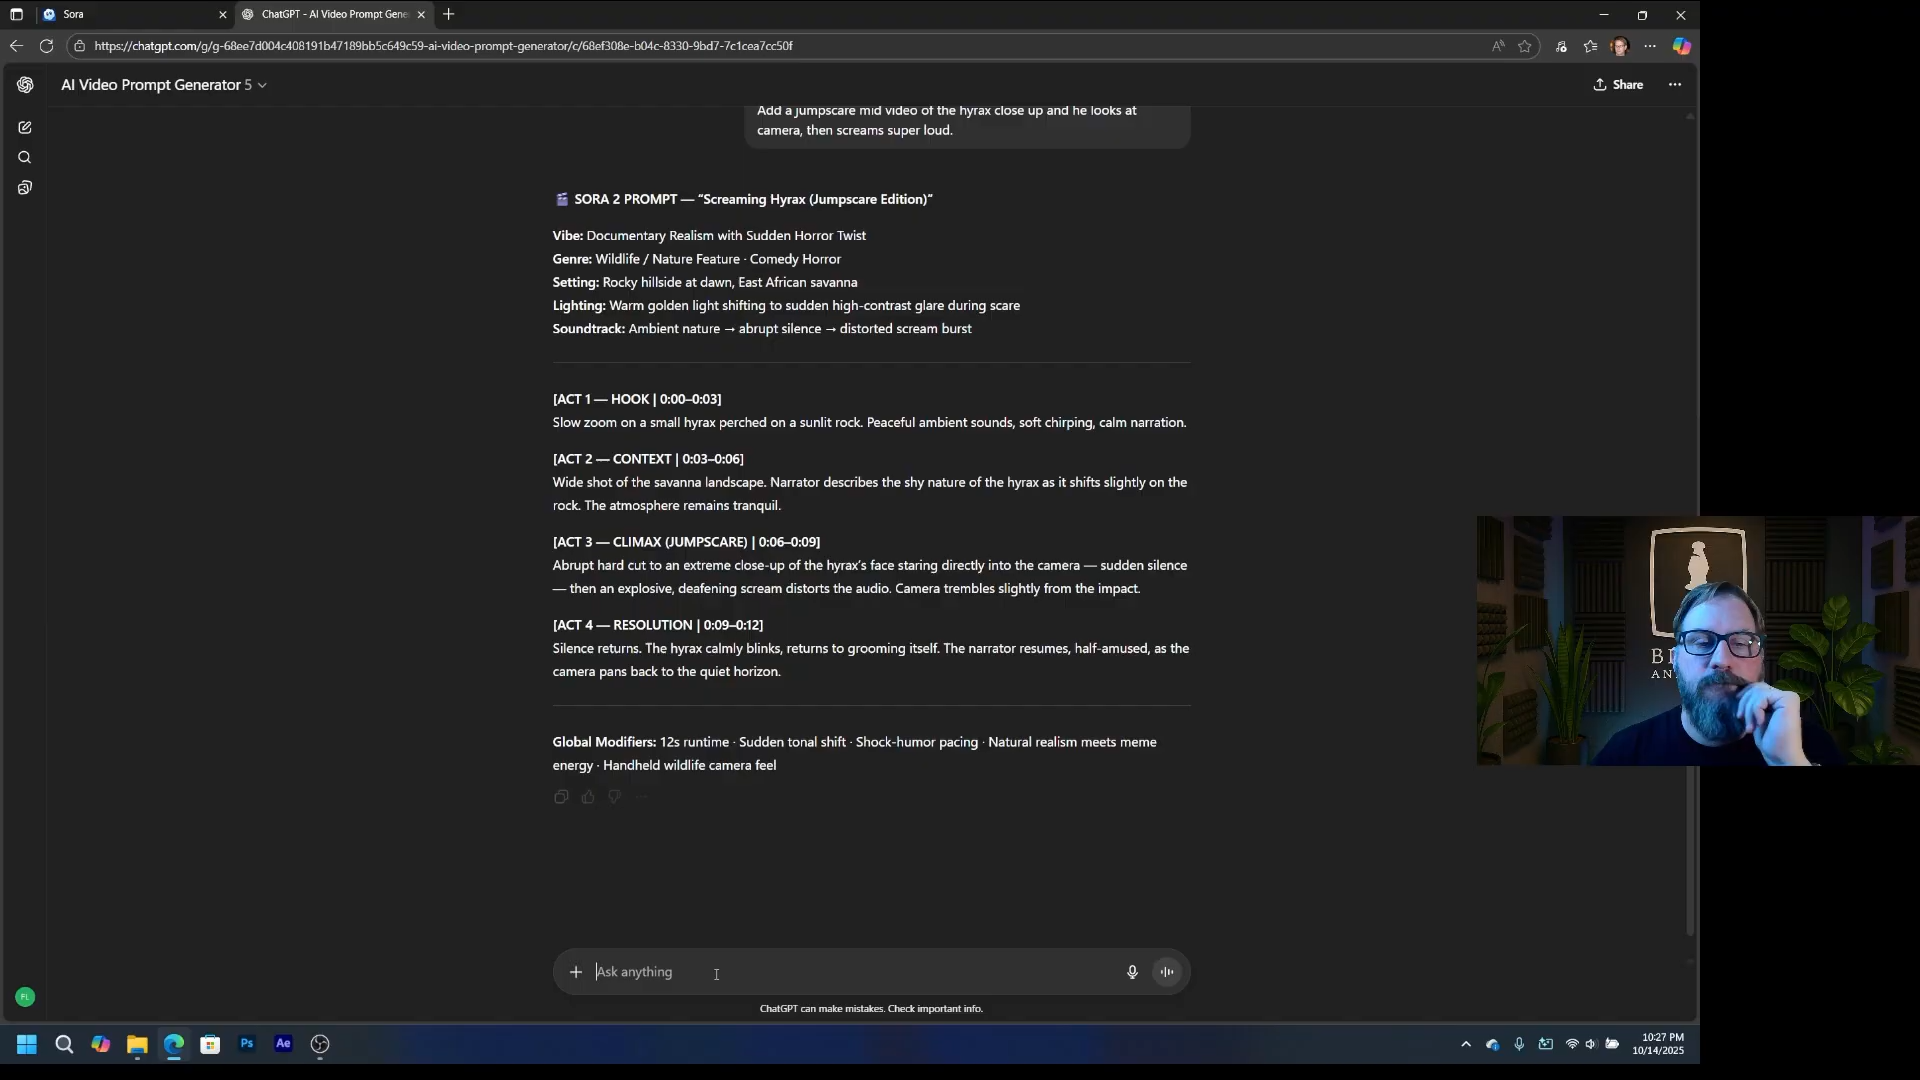 Sora
ChatGPT - AI Video Prompt Gene
https://chatgpt.com/g/g-68ee7d004c408191b47189bb5c649c59-ai-video-prompt-generator/c/68ef308e-b04c-8330-9bd7-7c1cea7cc50f
AI Video Prompt Generator 5
Share
Add a jumpscare mid video of the hyrax close up and he looks at
camera, then screams super loud.
SORA 2 PROMPT — “Screaming Hyrax (Jumpscare Edition)”
Vibe: Documentary Realism with Sudden Horror Twist
Genre: Wildlife / Nature Feature · Comedy Horror
Setting: Rocky hillside at dawn, East African savanna
Lighting: Warm golden light shifting to sudden high-contrast glare during scare
Soundtrack: Ambient nature → abrupt silence → distorted scream burst
[ACT 1 — HOOK | 0:00–0:03]
Slow zoom on a small hyrax perched on a sunlit rock. Peaceful ambient sounds, soft chirping, calm narration.
[ACT 2 — CONTEXT | 0:03–0:06]
Wide shot of the savanna landscape. Narrator describes the shy nature of the hyrax as it shifts slightly on the
rock. The atmosphere remains tranquil.
[ACT 3 — CLIMAX (JUMPSCARE) | 0:06–0:09]
Abrupt hard cut to an extreme close-up of the hyrax’s face staring directly into the camera — sudden silence
— then an explosive, deafening scream distorts the audio. Camera trembles slightly from the impact.
[ACT 4 — RESOLUTION | 0:09–0:12]
Silence returns. The hyrax calmly blinks, returns to grooming itself. The narrator resumes, half-amused, as the
camera pans back to the quiet horizon.
Global Modifiers: 12s runtime · Sudden tonal shift · Shock-humor pacing · Natural realism meets meme
energy · Handheld wildlife camera feel
Ask anything
ChatGPT can make mistakes. Check important info.
FL
Ps
Ae
10:27 PM
10/14/2025